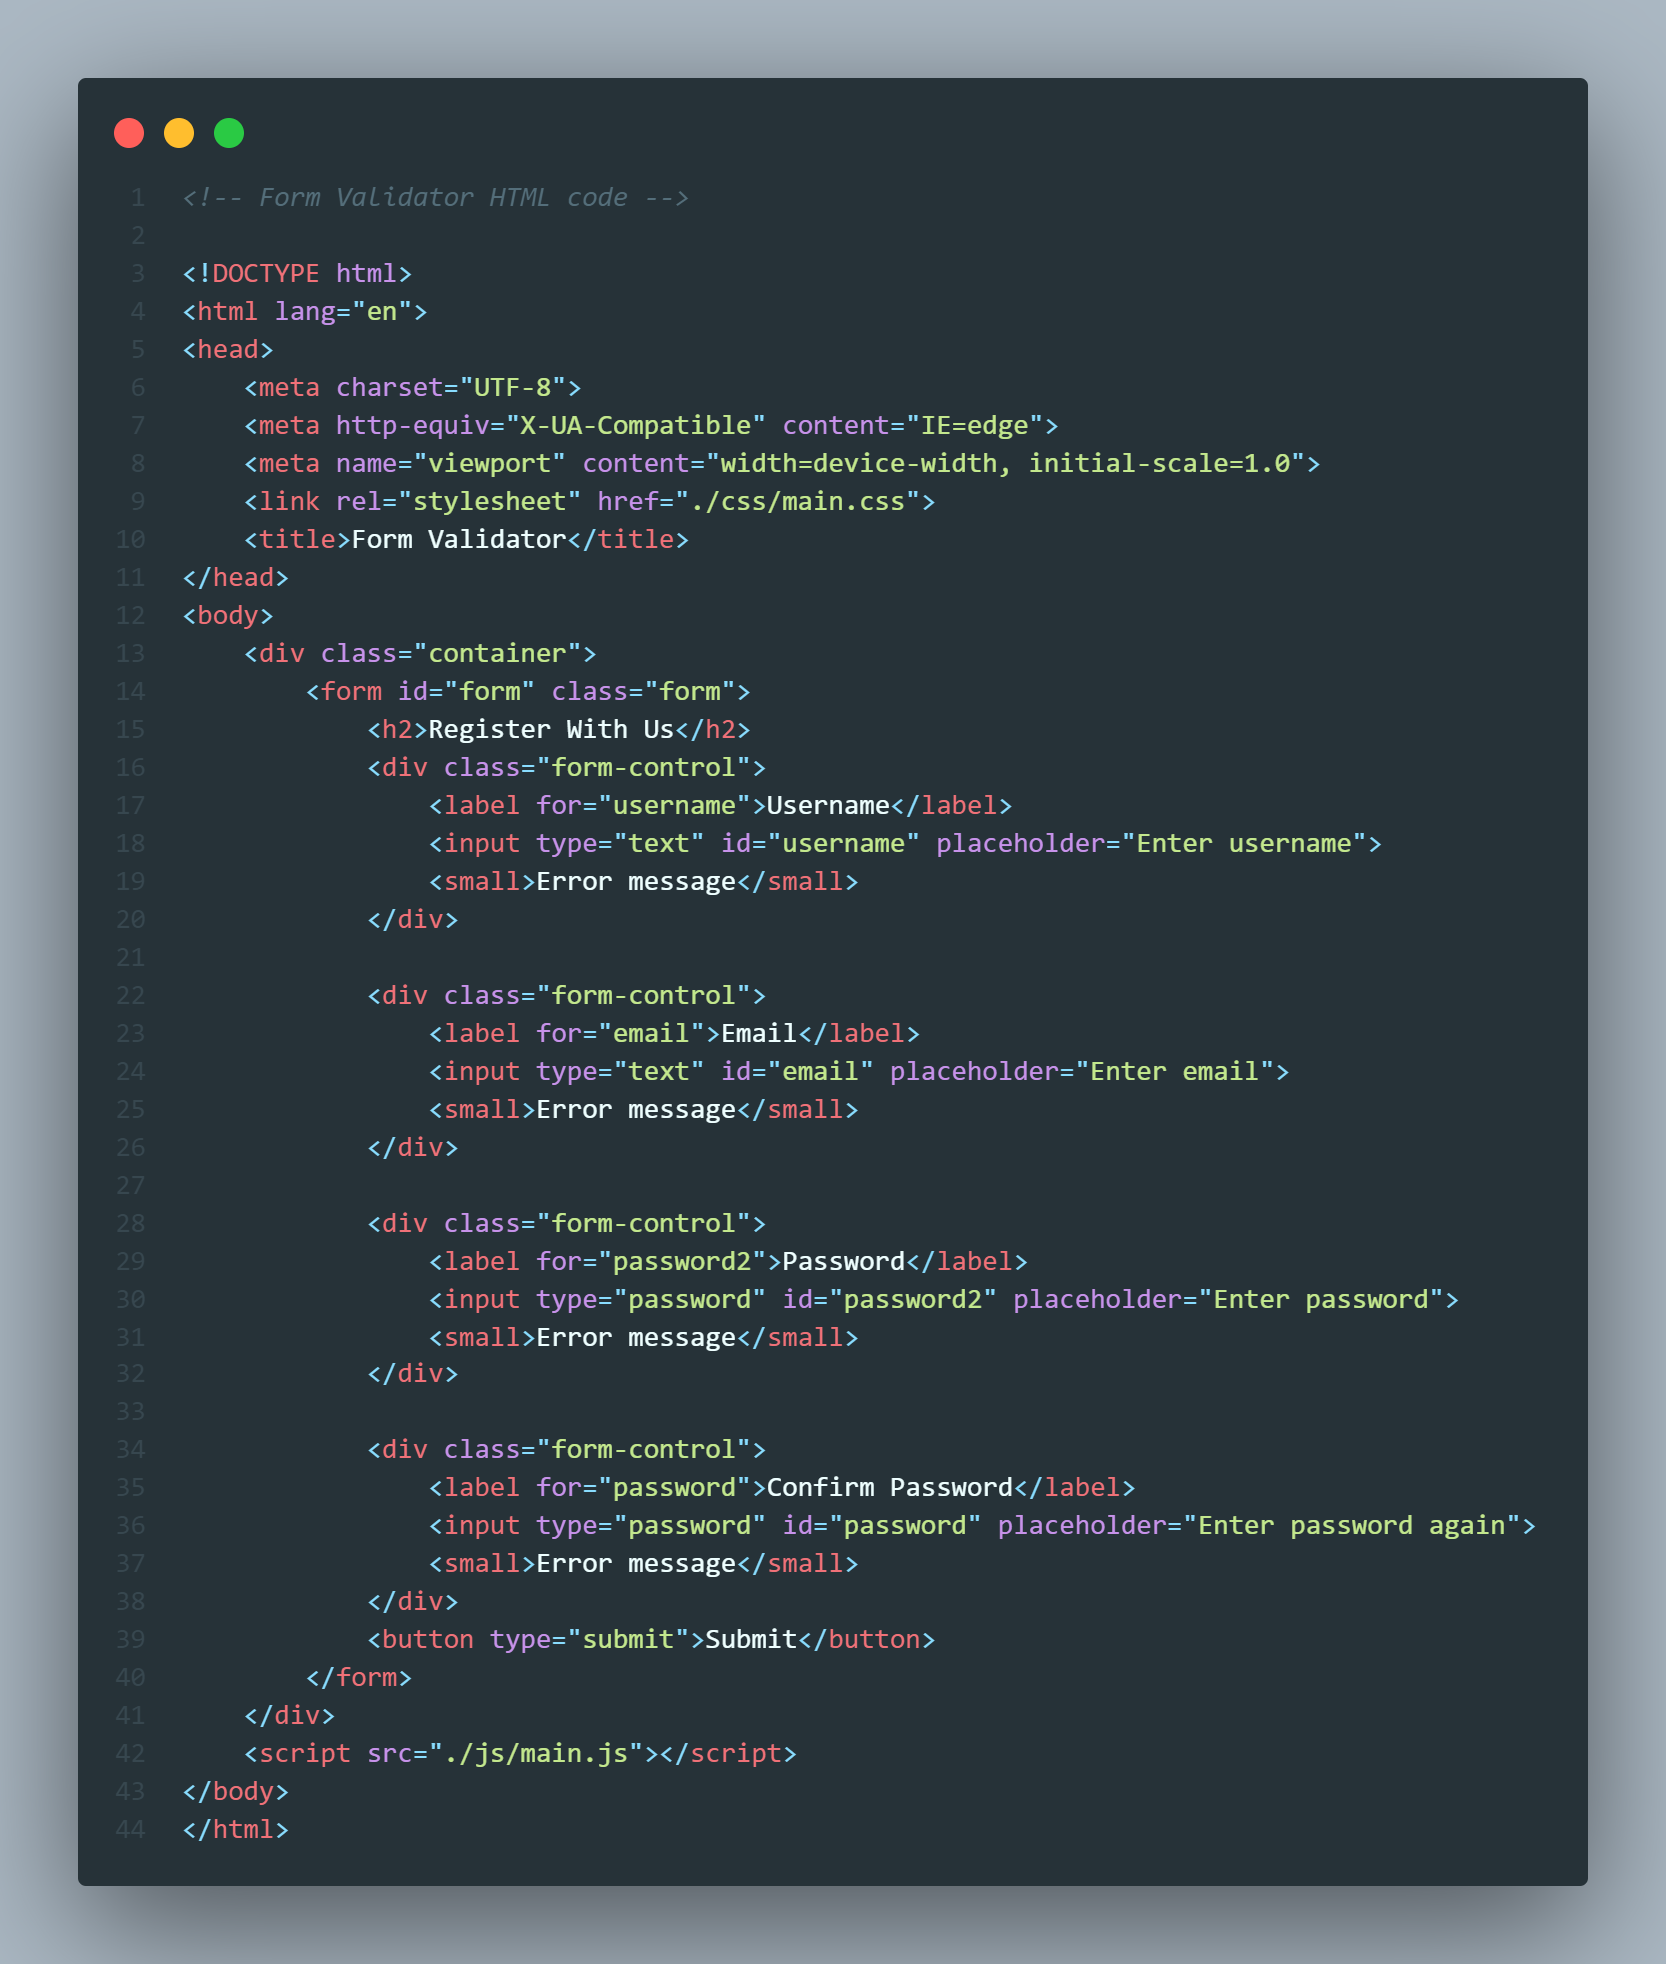 1 <!-- Form Validator HTML code -->
2
3 <!DOCTYPE html>
4 <html lang="en">
5 <head>
6     <meta charset="UTF-8">
7     <meta http-equiv="X-UA-Compatible" content="IE=edge">
8     <meta name="viewport" content="width=device-width, initial-scale=1.0">
9     <link rel="stylesheet" href="./css/main.css">
10     <title>Form Validator</title>
11 </head>
12 <body>
13     <div class="container">
14         <form id="form" class="form">
15             <h2>Register With Us</h2>
16             <div class="form-control">
17                 <label for="username">Username</label>
18                 <input type="text" id="username" placeholder="Enter username">
19                 <small>Error message</small>
20             </div>
21
22             <div class="form-control">
23                 <label for="email">Email</label>
24                 <input type="text" id="email" placeholder="Enter email">
25                 <small>Error message</small>
26             </div>
27
28             <div class="form-control">
29                 <label for="password2">Password</label>
30                 <input type="password" id="password2" placeholder="Enter password">
31                 <small>Error message</small>
32             </div>
33
34             <div class="form-control">
35                 <label for="password">Confirm Password</label>
36                 <input type="password" id="password" placeholder="Enter password again">
37                 <small>Error message</small>
38             </div>
39             <button type="submit">Submit</button>
40         </form>
41     </div>
42     <script src="./js/main.js"></script>
43 </body>
44 </html>